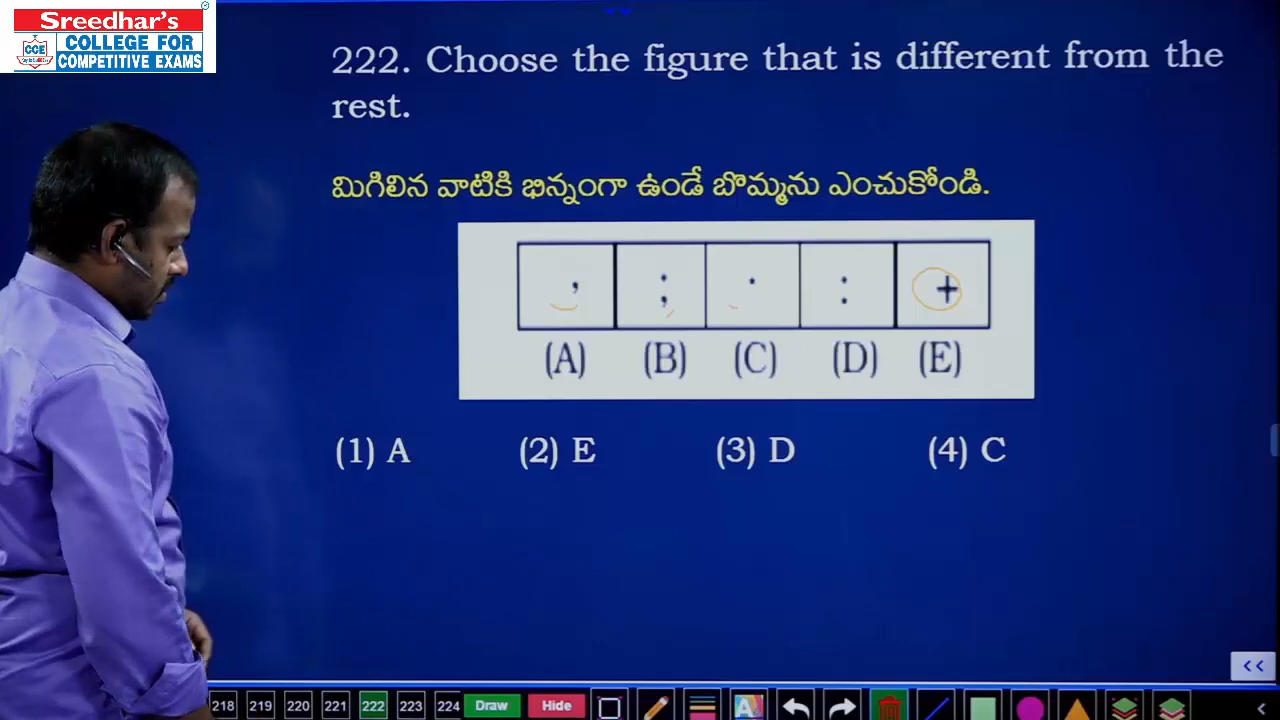 Sreedhar's
CCE
COLLEGE FOR
COMPETITIVE EXAMS
222. Choose the figure that is different from the
rest.
మిగిలిన వాటికి భిన్నంగా ఉండే బొమ్మను ఎంచుకోండి.
, ; . : +
(A) (B) (C) (D) (E)
(1) A (2) E (3) D (4) C
<<
218 219 220 221 222 223 224 Draw Hide A <